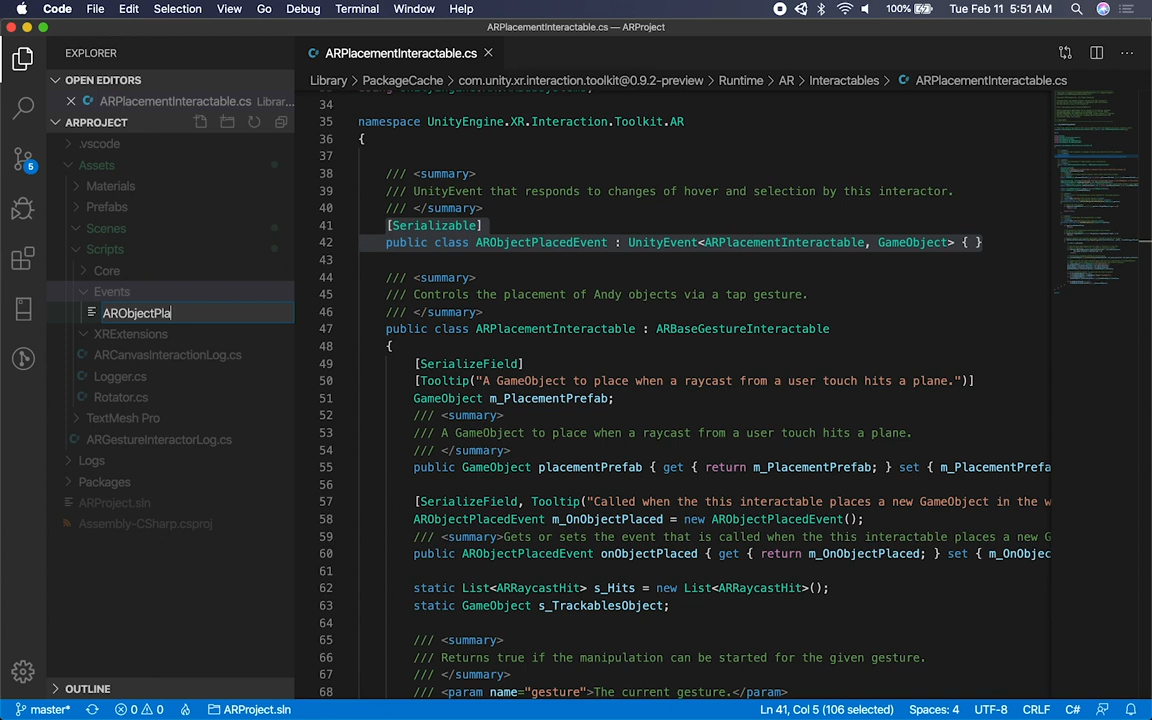 Code File Edit Selection View Go Debug Terminal Window Help 100% Tue Feb 11 5:51 AM
ARPlacementInteractable.cs — ARProject
EXPLORER
OPEN EDITORS
ARPlacementInteractable.cs Librar...
ARPROJECT
.vscode
Assets
Materials
Prefabs
Scenes
Scripts
Core
Events
ARObjectPla
XRExtensions
ARCanvasInteractionLog.cs
Logger.cs
Rotator.cs
TextMesh Pro
ARGestureInteractorLog.cs
Logs
Packages
ARProject.sln
Assembly-CSharp.csproj
OUTLINE
5
ARPlacementInteractable.cs
Library > PackageCache > com.unity.xr.interaction.toolkit@0.9.2-preview > Runtime > AR > Interactables > ARPlacementInteractable.cs
34
35 namespace UnityEngine.XR.Interaction.Toolkit.AR
36 {
37
38 /// <summary>
39 /// UnityEvent that responds to changes of hover and selection by this interactor.
40 /// </summary>
41 [Serializable]
42 public class ARObjectPlacedEvent : UnityEvent<ARPlacementInteractable, GameObject> { }
43
44 /// <summary>
45 /// Controls the placement of Andy objects via a tap gesture.
46 /// </summary>
47 public class ARPlacementInteractable : ARBaseGestureInteractable
48 {
49 [SerializeField]
50 [Tooltip("A GameObject to place when a raycast from a user touch hits a plane.")]
51 GameObject m_PlacementPrefab;
52 /// <summary>
53 /// A GameObject to place when a raycast from a user touch hits a plane.
54 /// </summary>
55 public GameObject placementPrefab { get { return m_PlacementPrefab; } set { m_PlacementPrefa
56
57 [SerializeField, Tooltip("Called when the this interactable places a new GameObject in the w
58 ARObjectPlacedEvent m_OnObjectPlaced = new ARObjectPlacedEvent();
59 /// <summary>Gets or sets the event that is called when the this interactable places a new G
60 public ARObjectPlacedEvent onObjectPlaced { get { return m_OnObjectPlaced; } set { m_OnObjec
61
62 static List<ARRaycastHit> s_Hits = new List<ARRaycastHit>();
63 static GameObject s_TrackablesObject;
64
65 /// <summary>
66 /// Returns true if the manipulation can be started for the given gesture.
67 /// </summary>
68 /// <param name="gesture">The current gesture.</param>
master* 0 0 ARProject.sln Ln 41, Col 5 (106 selected) Spaces: 4 UTF-8 CRLF C#